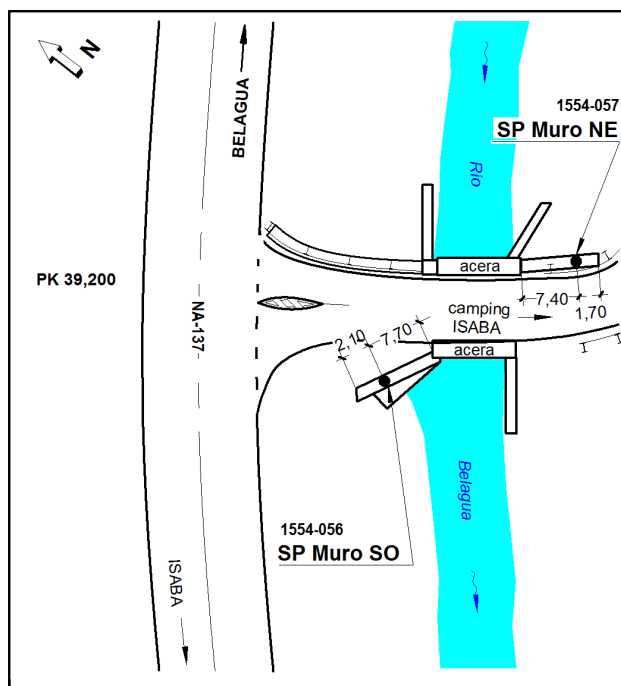 N
BELAGUA
1554-057
SP Muro NE
Rio
PK 39,200
NA-137
acera
7,40
1,70
camping
ISABA
2,10
7,70
acera
Belagua
1554-056
SP Muro SO
ISABA